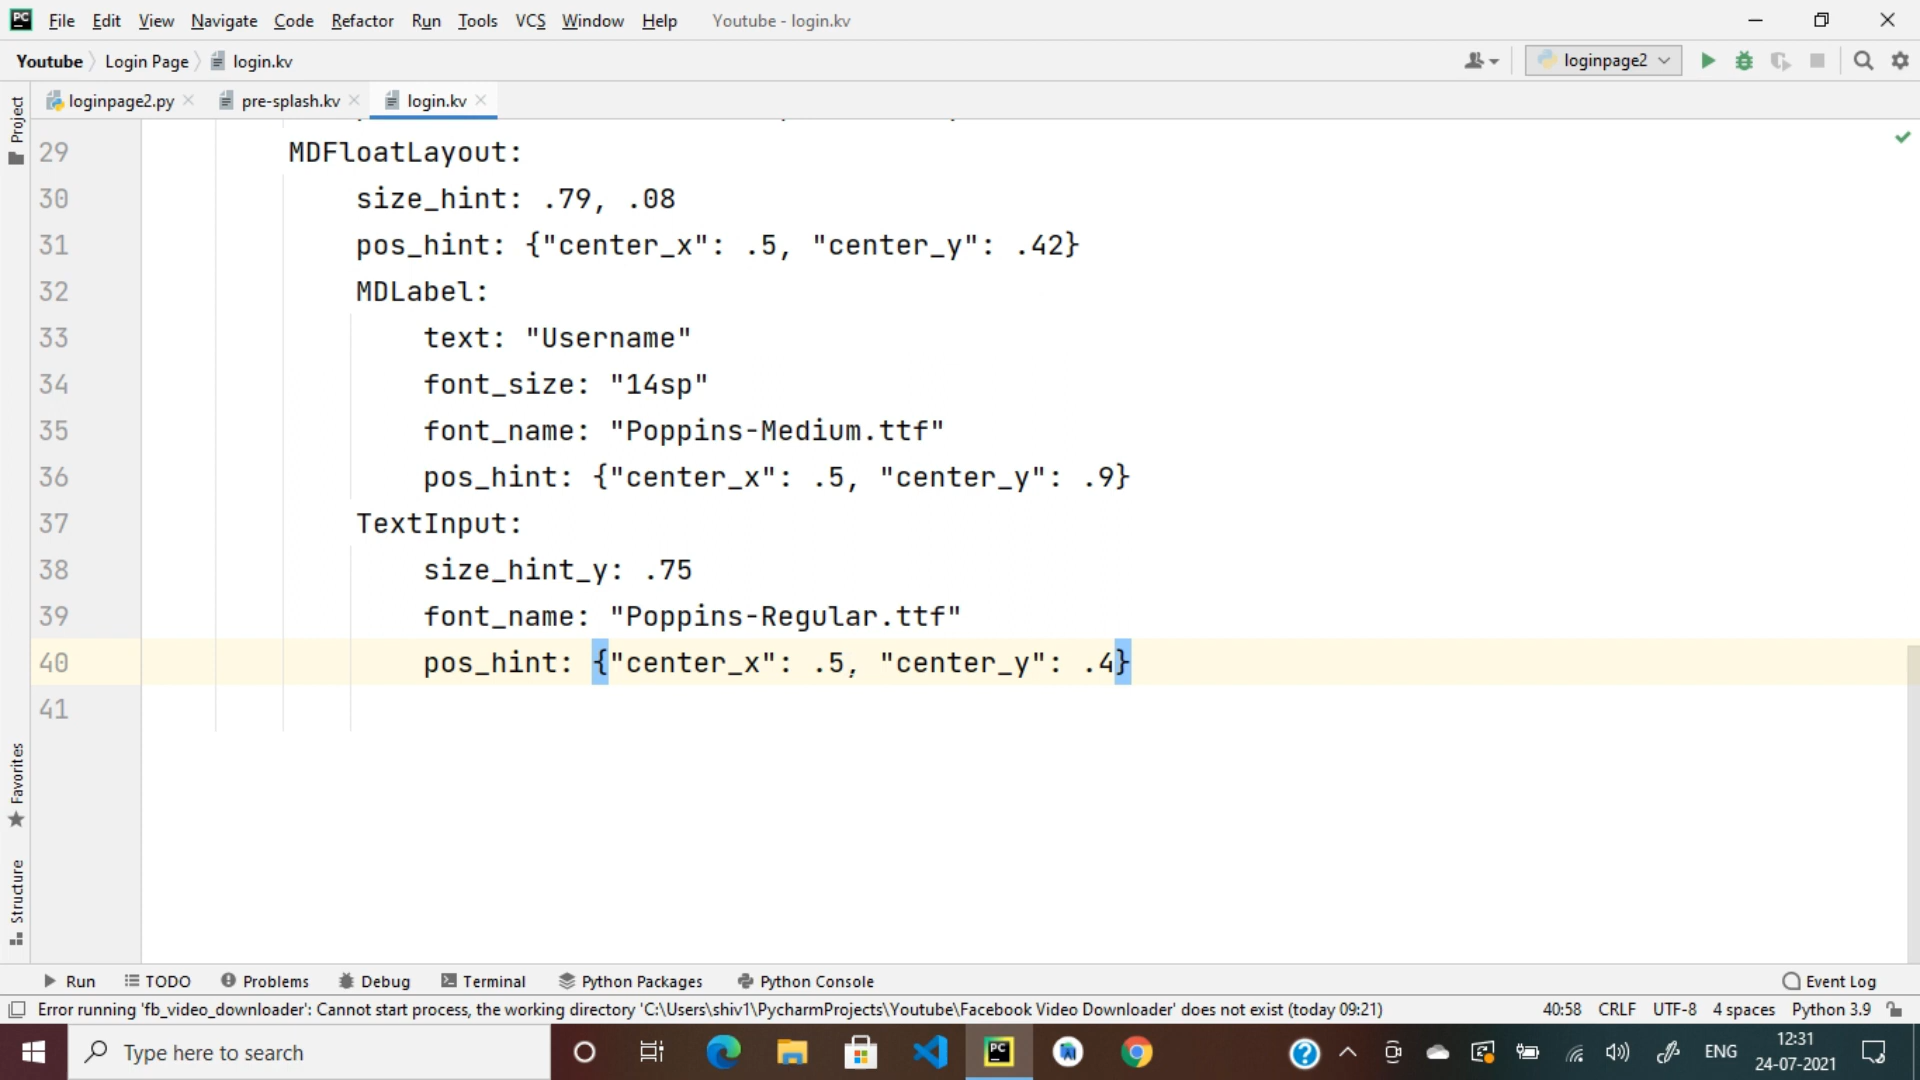 File Edit View Navigate Code Refactor Run Tools VCS Window Help Youtube - login.kv
Youtube Login Page login.kv loginpage2
loginpage2.py pre-splash.kv login.kv
Project
29 MDFloatLayout:
30 size_hint: .79, .08
31 pos_hint: {"center_x": .5, "center_y": .42}
32 MDLabel:
33 text: "Username"
34 font_size: "14sp"
35 font_name: "Poppins-Medium.ttf"
36 pos_hint: {"center_x": .5, "center_y": .9}
37 TextInput:
38 size_hint_y: .75
39 font_name: "Poppins-Regular.ttf"
40 pos_hint: {"center_x": .5, "center_y": .4}
41
Favorites
Structure
Run TODO Problems Debug Terminal Python Packages Python Console Event Log
Error running 'fb_video_downloader': Cannot start process, the working directory 'C:\Users\shiv1\PycharmProjects\Youtube\Facebook Video Downloader' does not exist (today 09:21) 40:58 CRLF UTF-8 4 spaces Python 3.9
Type here to search ENG 12:31
24-07-2021